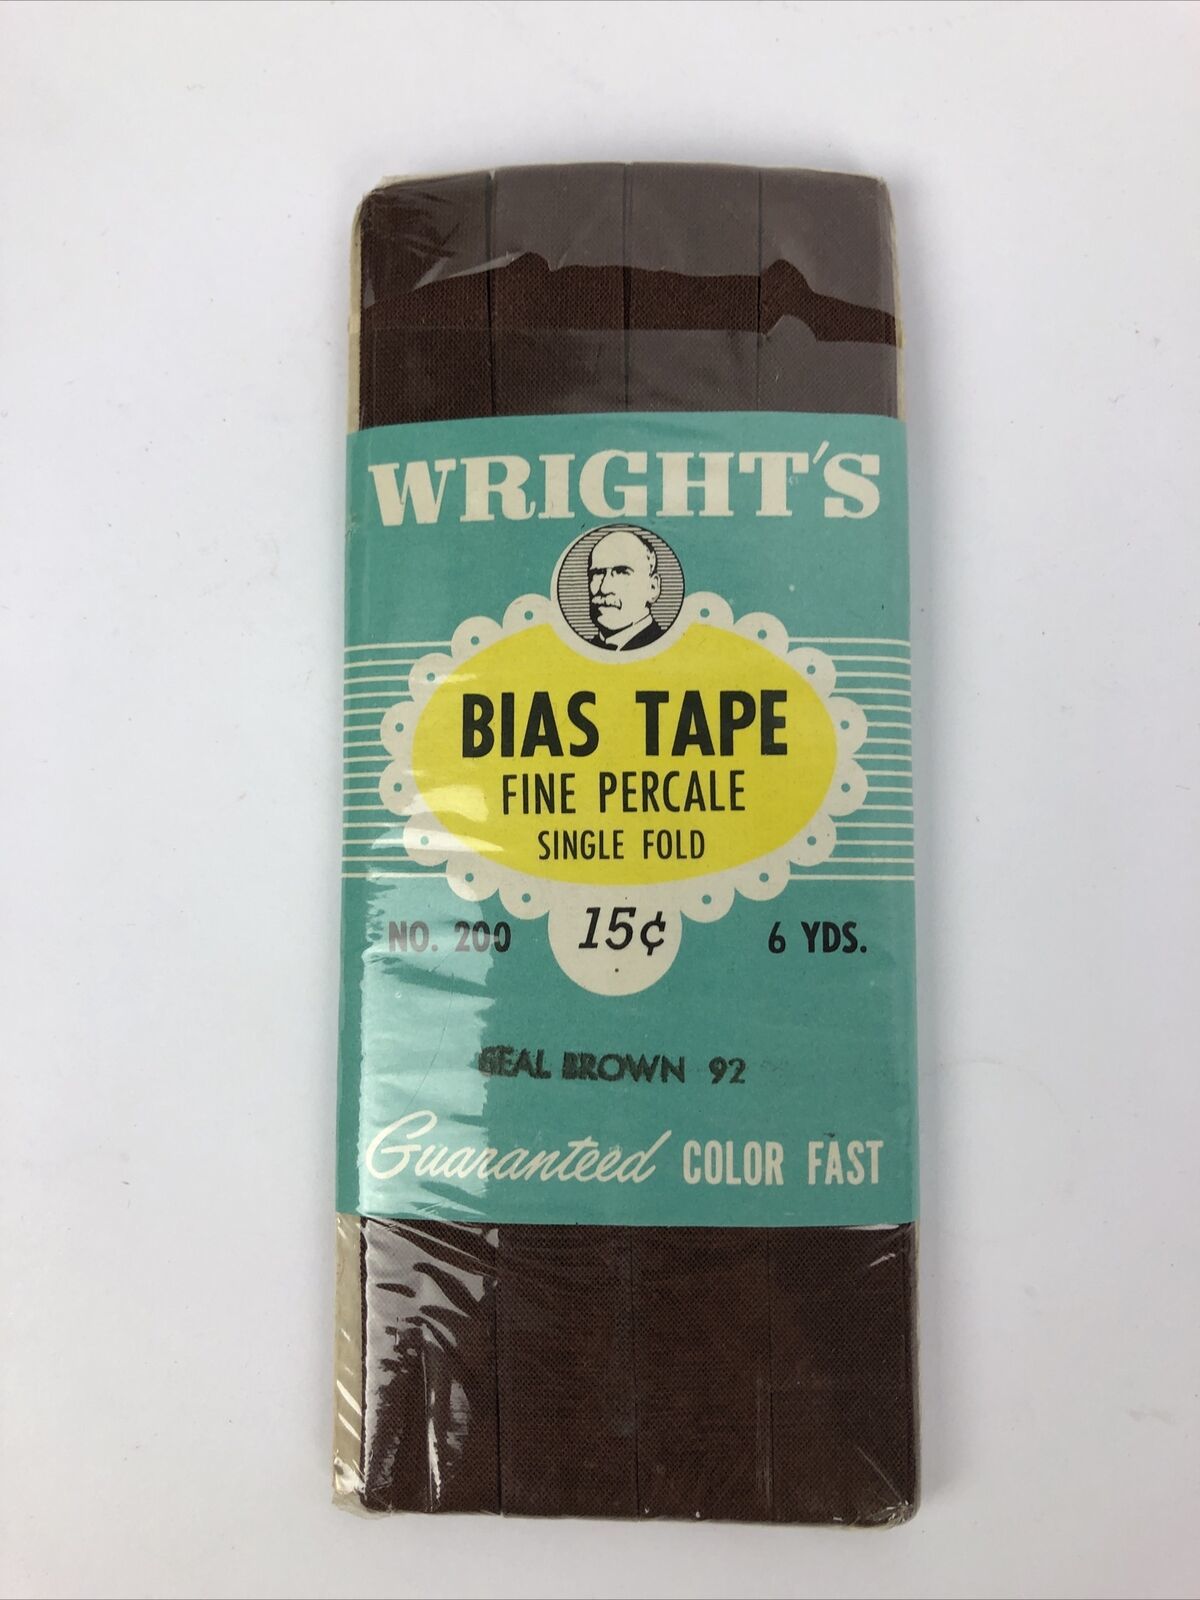 WRIGHT'S
BIAS TAPE
FINE PERCALE
SINGLE FOLD
NO. 200 15¢ 6 YDS.
SEAL BROWN 92
Guaranteed COLOR FAST